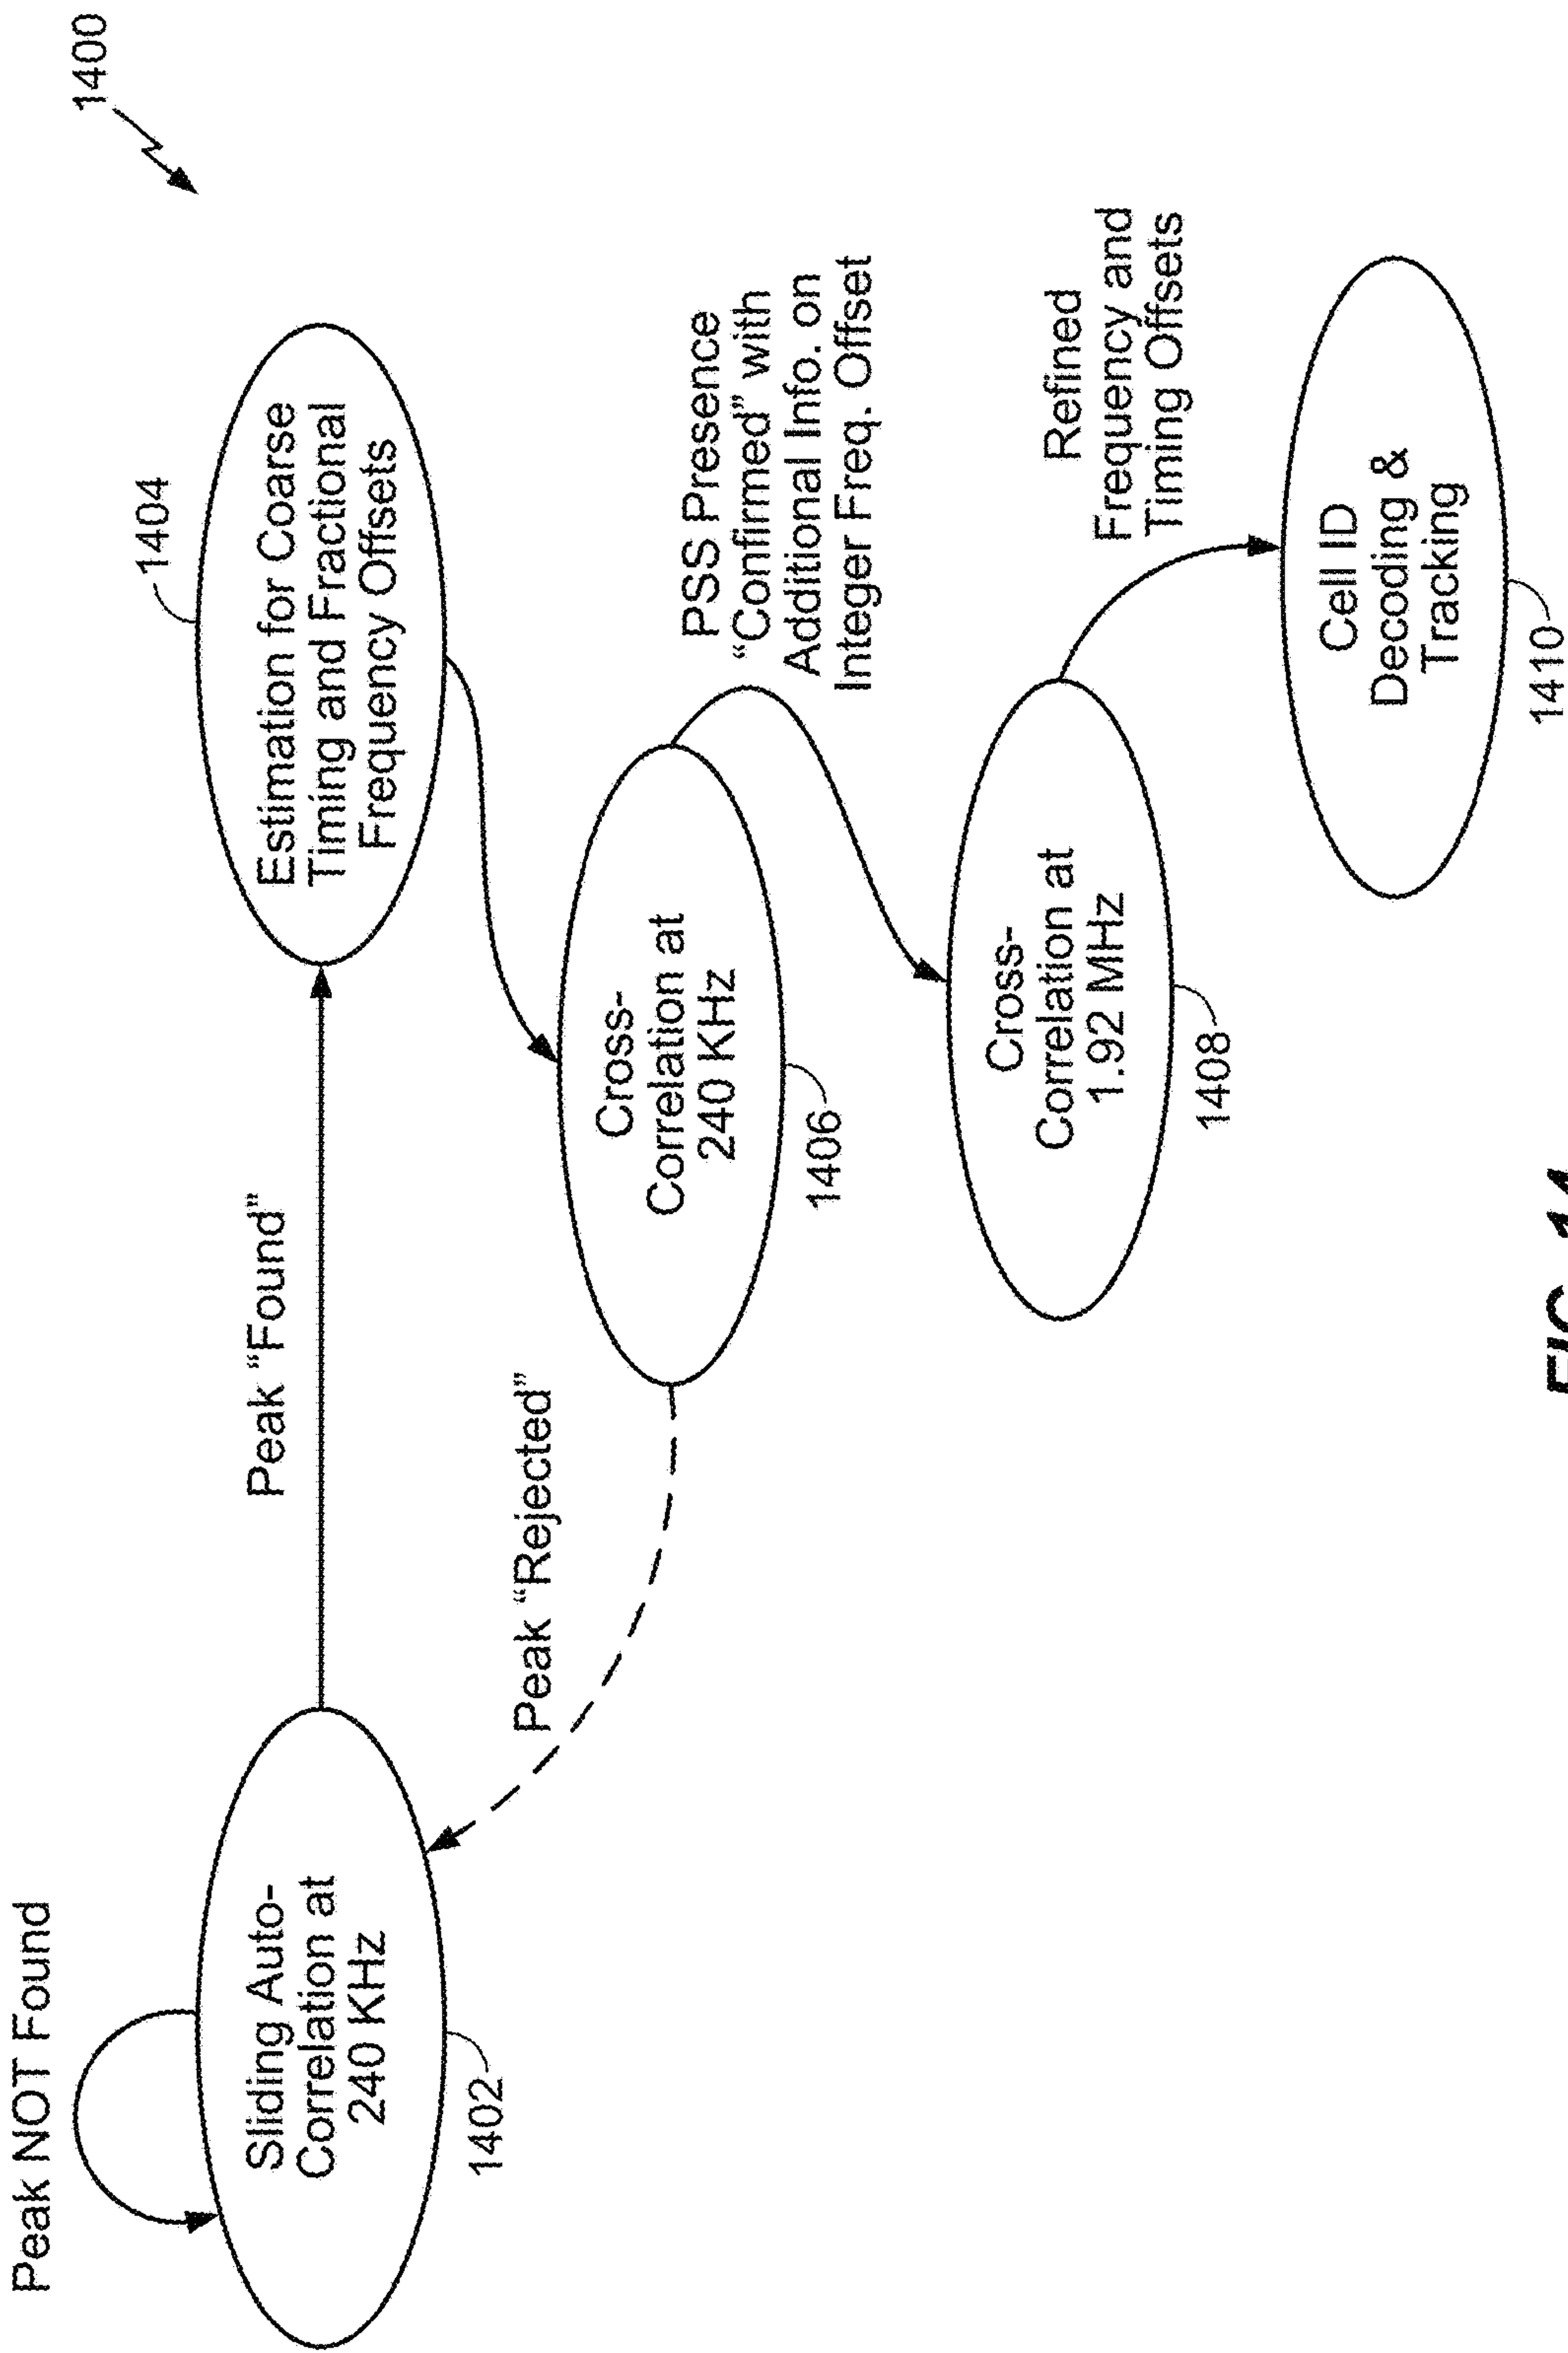 1400
Peak NOT Found
Sliding Auto-
Correlation at
240 KHz
1402
Peak “Found”
1404
Estimation for Coarse
Timing and Fractional
Frequency Offsets
Peak “Rejected”
Cross-
Correlation at
240 KHz
1406
PSS Presence
“Confirmed” with
Additional Info. on
Integer Freq. Offset
Cross-
Correlation at
1.92 MHz
1408
Refined
Frequency and
Timing Offsets
Cell ID
Decoding &
Tracking
1410
FIG. 14